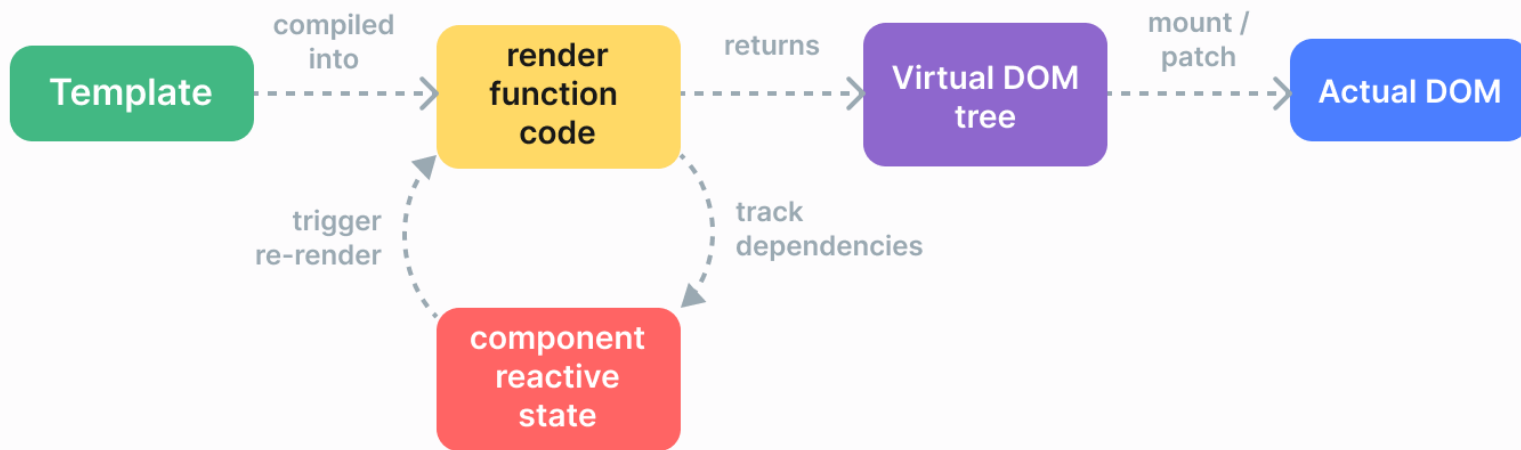 Template
compiled
into
render
function
code
returns
Virtual DOM
tree
mount /
patch
Actual DOM
trigger
re-render
track
dependencies
component
reactive
state